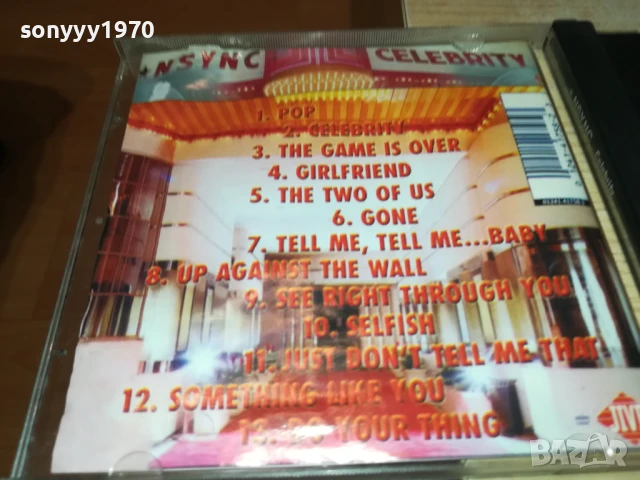 sonyyy1970
*NSYNC CELEBRITY
1. POP
2. CELEBRITY
3. THE GAME IS OVER
4. GIRLFRIEND
5. THE TWO OF US
6. GONE
7. TELL ME, TELL ME...BABY
8. UP AGAINST THE WALL
9. SEE RIGHT THROUGH YOU
10. SELFISH
11. JUST DON'T TELL ME THAT
12. SOMETHING LIKE YOU
13. DO YOUR THING
JIVE
BAZAR